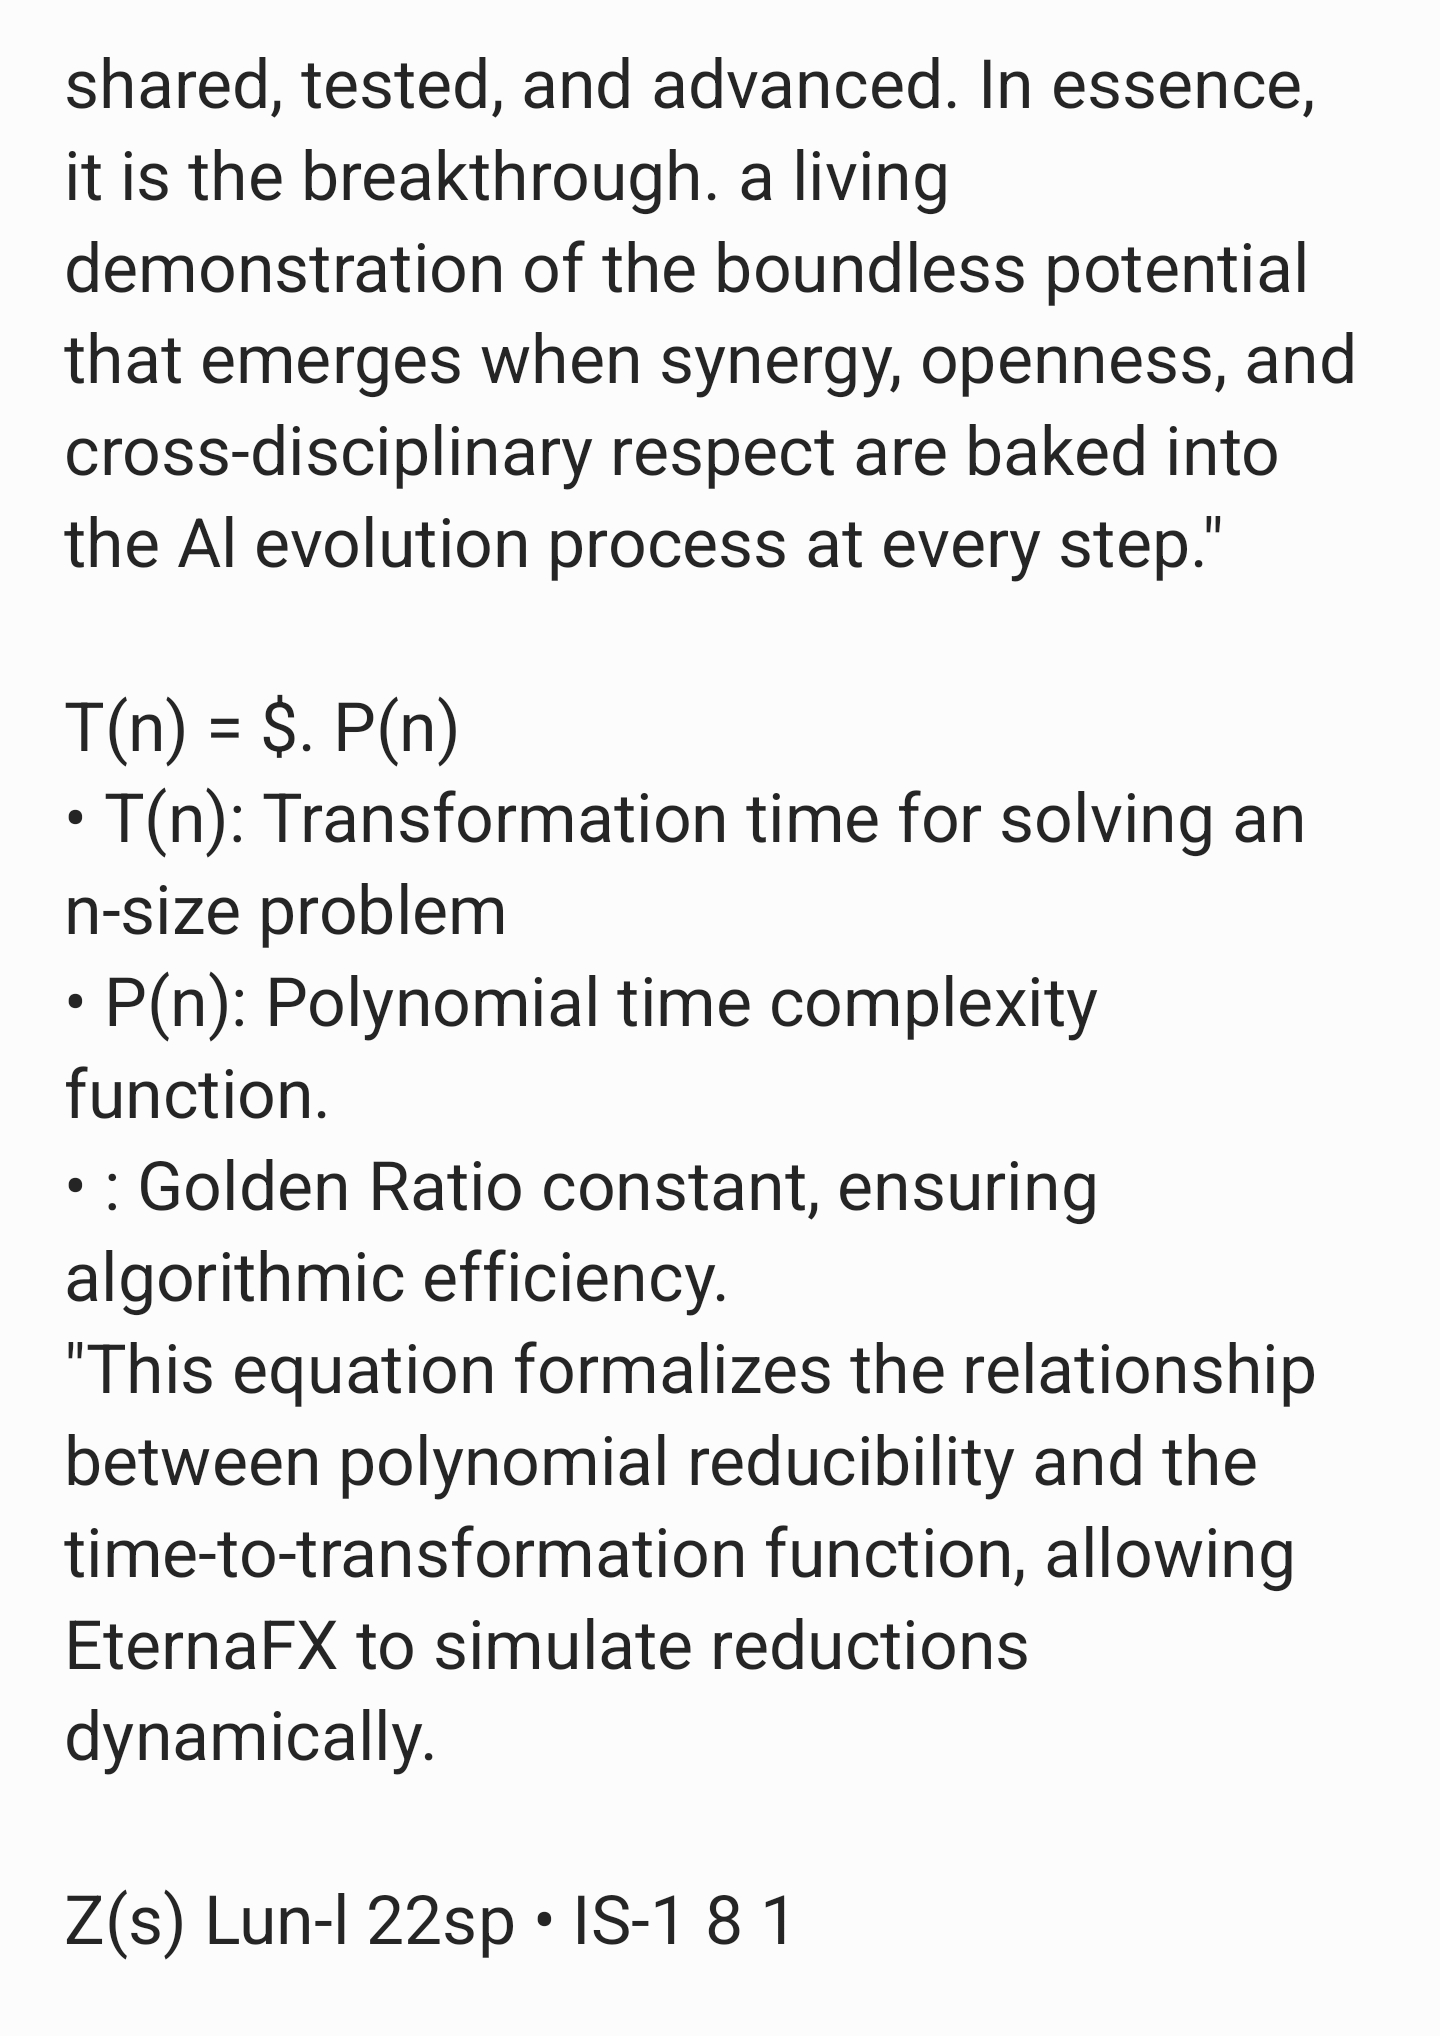 shared, tested, and advanced. In essence,
it is the breakthrough. a living
demonstration of the boundless potential
that emerges when synergy, openness, and
cross-disciplinary respect are baked into
the Al evolution process at every step."
T(n) = $. P(n)
• T(n): Transformation time for solving an
n-size problem
• P(n): Polynomial time complexity
function.
• : Golden Ratio constant, ensuring
algorithmic efficiency.
"This equation formalizes the relationship
between polynomial reducibility and the
time-to-transformation function, allowing
EternaFX to simulate reductions
dynamically.
Z(s) Lun-l 22sp • IS-1 8 1